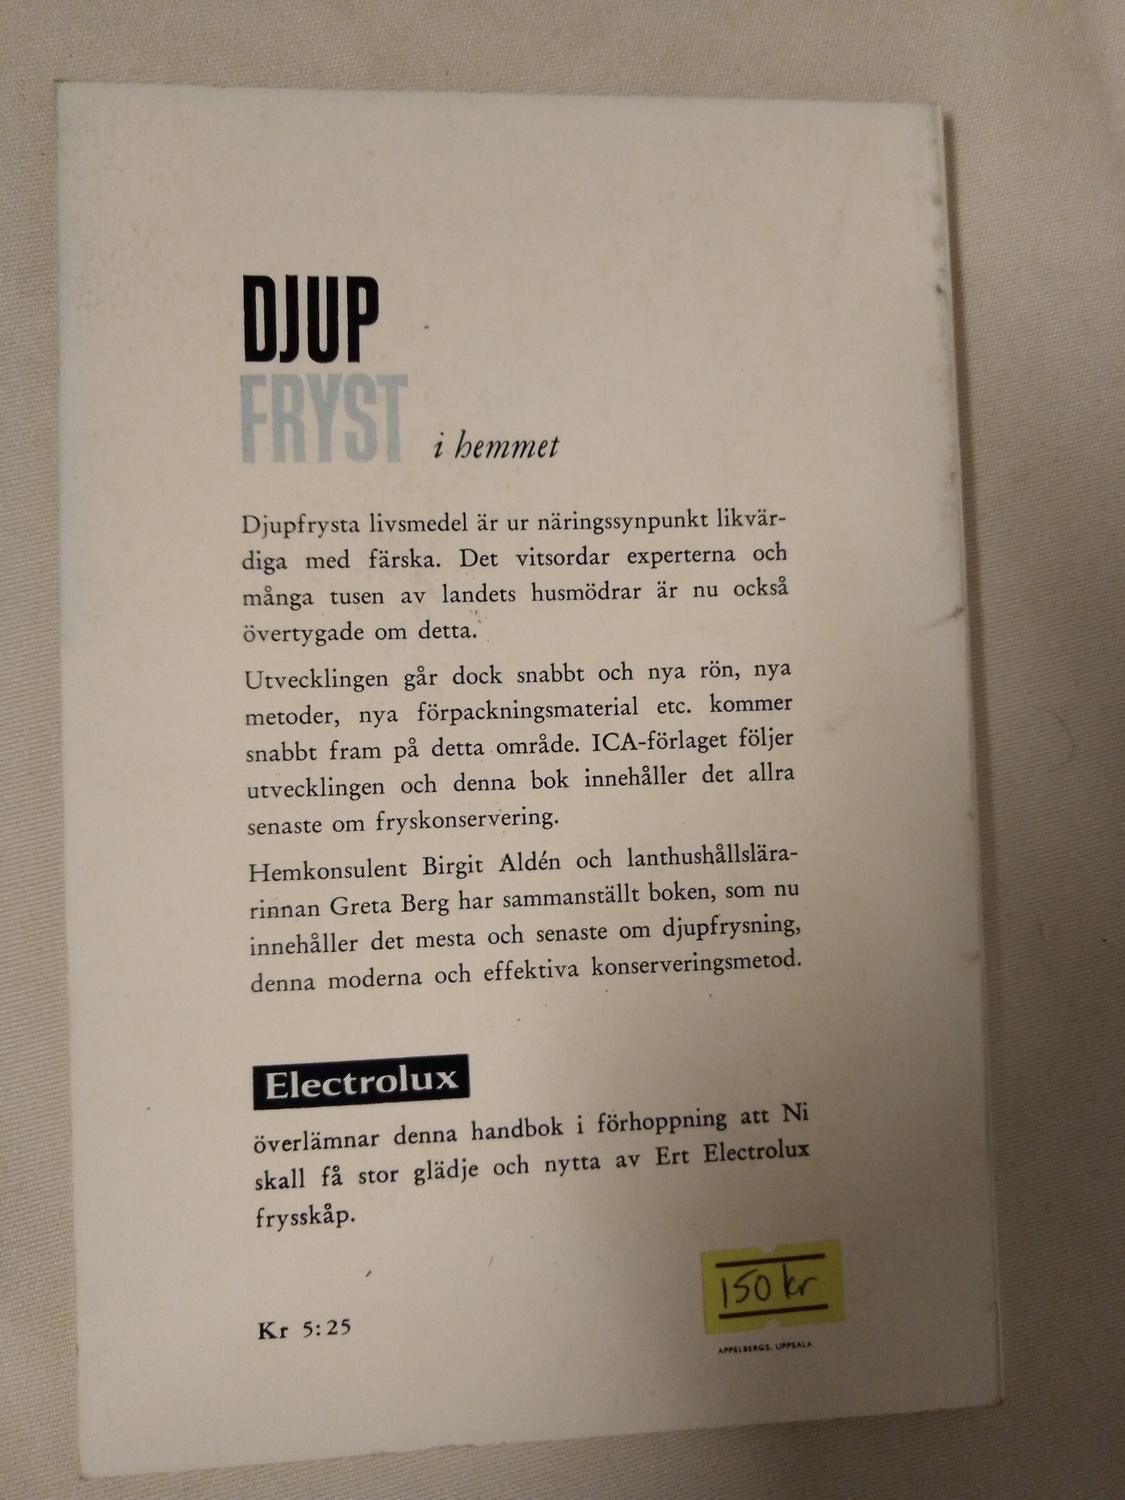 DJUP
FRYST i hemmet
Djupfrysta livsmedel är ur näringssynpunkt likvär-
diga med färska. Det vitsordar experterna och
många tusen av landets husmödrar är nu också
övertygade om detta.
Utvecklingen går dock snabbt och nya rön, nya
metoder, nya förpackningsmaterial etc. kommer
snabbt fram på detta område. ICA-förlaget följer
utvecklingen och denna bok innehåller det allra
senaste om fryskonservering.
Hemkonsulent Birgit Aldén och lanthushållslära-
rinnan Greta Berg har sammanställt boken, som nu
innehåller det mesta och senaste om djupfrysning,
denna moderna och effektiva konserveringsmetod.
Electrolux
överlämnar denna handbok i förhoppning att Ni
skall få stor glädje och nytta av Ert Electrolux
frysskåp.
150 kr
Kr 5:25
APPELBERGS, UPPSALA